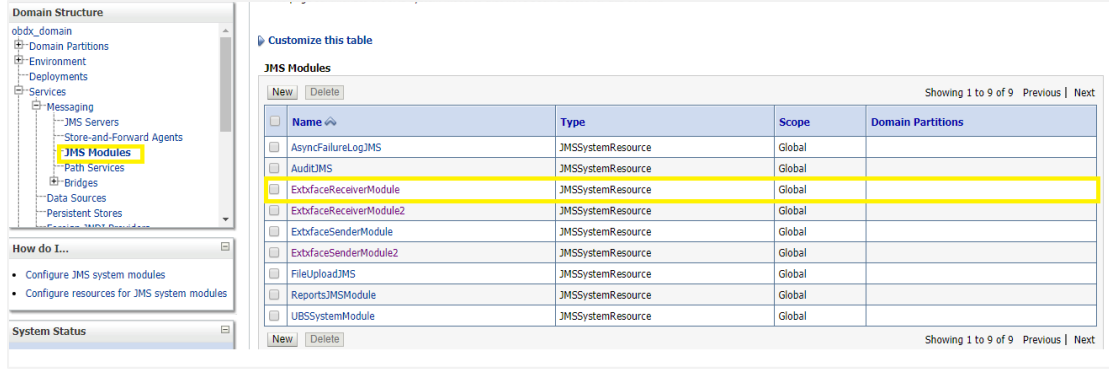 Domain Structure
obdx_domain
Domain Partitions
Environment
Deployments
Services
Messaging
JMS Servers
Store-and-Forward Agents
JMS Modules
Path Services
Bridges
Data Sources
Persistent Stores
Foreign JNDI Providers
How do I...
Configure JMS system modules
Configure resources for JMS system modules
System Status
Customize this table
JMS Modules
New Delete Showing 1 to 9 of 9 Previous | Next
Name Type Scope Domain Partitions
AsyncFailureLogJMS JMSSystemResource Global
AuditJMS JMSSystemResource Global
ExtxfaceReceiverModule JMSSystemResource Global
ExtxfaceReceiverModule2 JMSSystemResource Global
ExtxfaceSenderModule JMSSystemResource Global
ExtxfaceSenderModule2 JMSSystemResource Global
FileUploadJMS JMSSystemResource Global
ReportsJMSModule JMSSystemResource Global
UBSSystemModule JMSSystemResource Global
New Delete Showing 1 to 9 of 9 Previous | Next